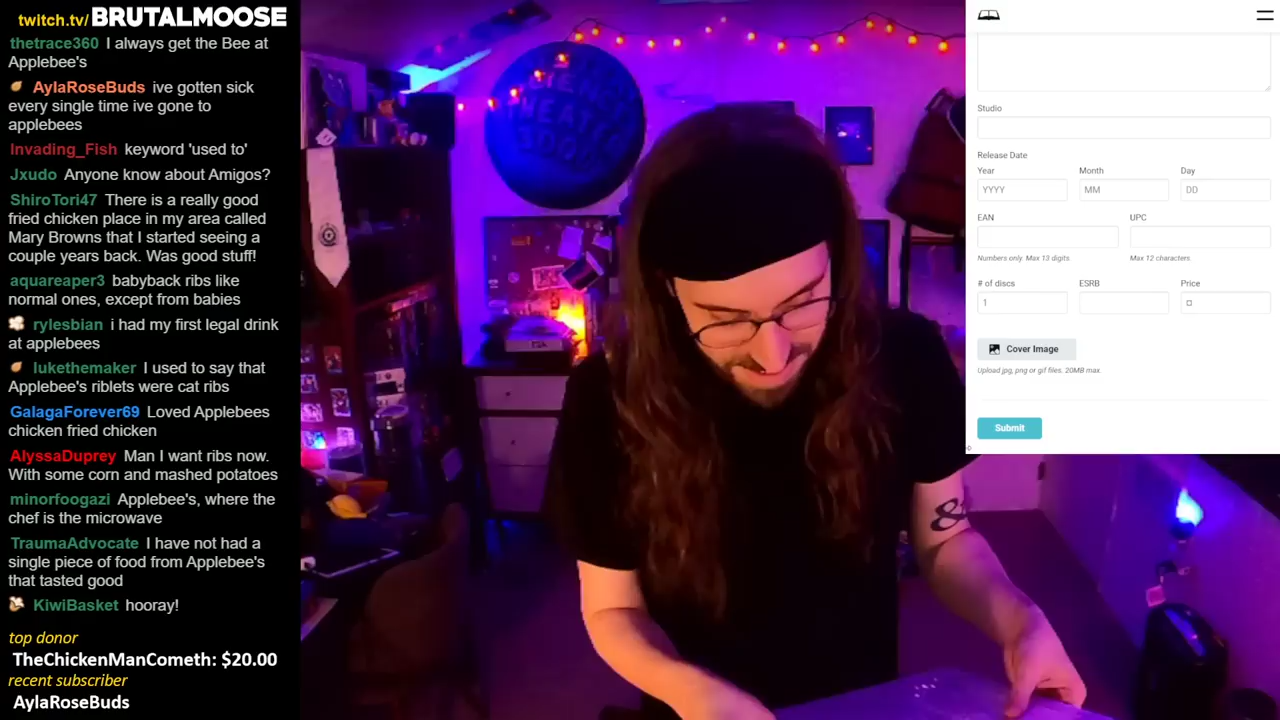 twitch.tv/BRUTALMOOSE
thetrace360 I always get the Bee at
Applebee's
AylaRoseBuds ive gotten sick
every single time ive gone to
applebees
Invading_Fish keyword 'used to'
Jxudo Anyone know about Amigos?
ShiroTori47 There is a really good
fried chicken place in my area called
Mary Browns that I started seeing a
couple years back. Was good stuff!
aquareaper3 babyback ribs like
normal ones, except from babies
rylesbian i had my first legal drink
at applebees
lukethemaker I used to say that
Applebee's riblets were cat ribs
GalagaForever69 Loved Applebees
chicken fried chicken
AlyssaDuprey Man I want ribs now.
With some corn and mashed potatoes
minorfoogazi Applebee's, where the
chef is the microwave
TraumaAdvocate I have not had a
single piece of food from Applebee's
that tasted good
KiwiBasket hooray!
top donor
TheChickenManCometh: $20.00
recent subscriber
AylaRoseBuds
&
Studio
Release Date
Year Month Day
YYYY MM DD
EAN UPC
Numbers only. Max 13 digits Max 12 characters.
# of discs ESRB Price
1
Cover Image
Upload jpg, png or gif files. 20MB max.
Submit